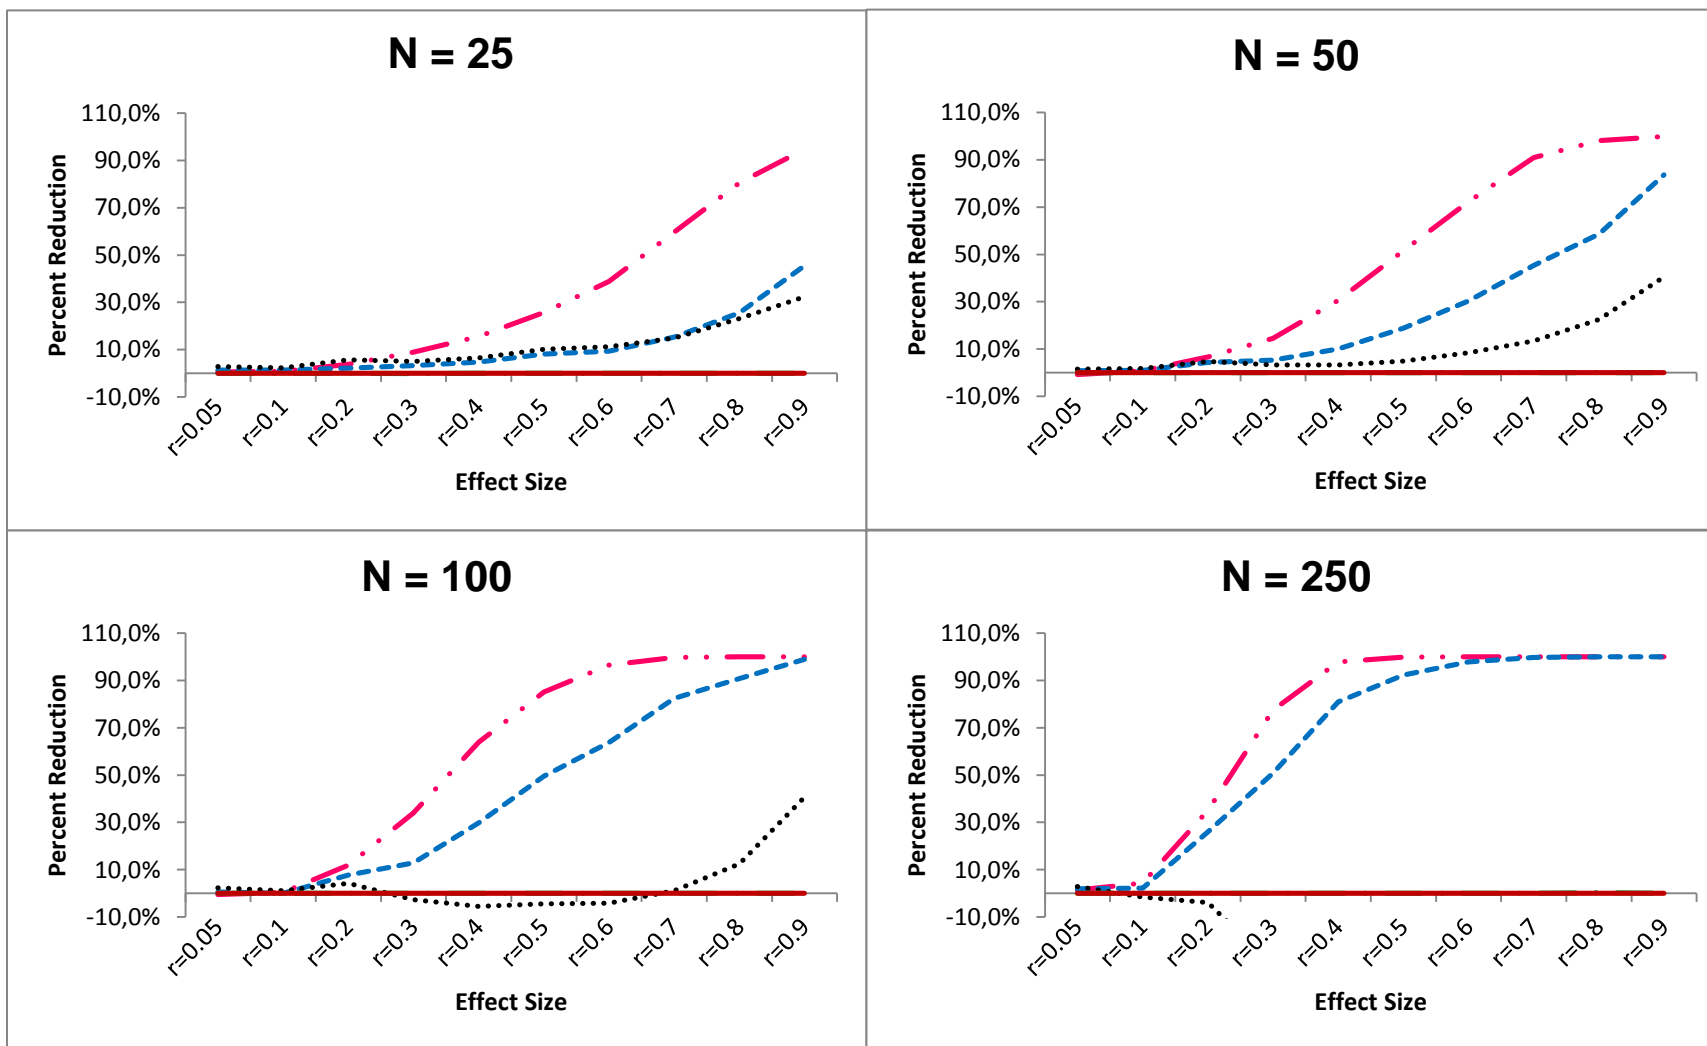 N = 25
110,0%
90,0%
70,0%
50,0%
30,0%
10,0%
-10,0%
Percent Reduction
r=0.05
r=0.1
r=0.2
r=0.3
r=0.4
r=0.5
r=0.6
r=0.7
r=0.8
r=0.9
Effect Size
N = 50
110,0%
90,0%
70,0%
50,0%
30,0%
10,0%
-10,0%
Percent Reduction
r=0.05
r=0.1
r=0.2
r=0.3
r=0.4
r=0.5
r=0.6
r=0.7
r=0.8
r=0.9
Effect Size
N = 100
110,0%
90,0%
70,0%
50,0%
30,0%
10,0%
-10,0%
Percent Reduction
r=0.05
r=0.1
r=0.2
r=0.3
r=0.4
r=0.5
r=0.6
r=0.7
r=0.8
r=0.9
Effect Size
N = 250
110,0%
90,0%
70,0%
50,0%
30,0%
10,0%
-10,0%
Percent Reduction
r=0.05
r=0.1
r=0.2
r=0.3
r=0.4
r=0.5
r=0.6
r=0.7
r=0.8
r=0.9
Effect Size